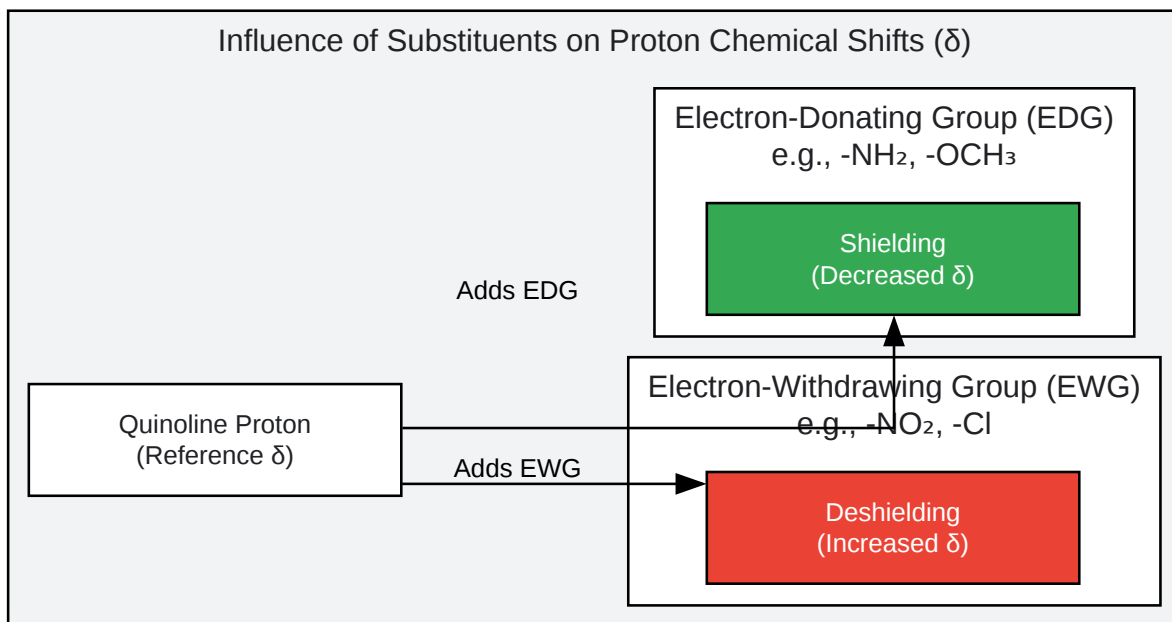 Influence of Substituents on Proton Chemical Shifts (δ)
Electron-Donating Group (EDG)
e.g., -NH₂, -OCH₃
Shielding
(Decreased δ)
Adds EDG
Electron-Withdrawing Group (EWG)
e.g., -NO₂, -Cl
Quinoline Proton
(Reference δ)
Adds EWG
Deshielding
(Increased δ)